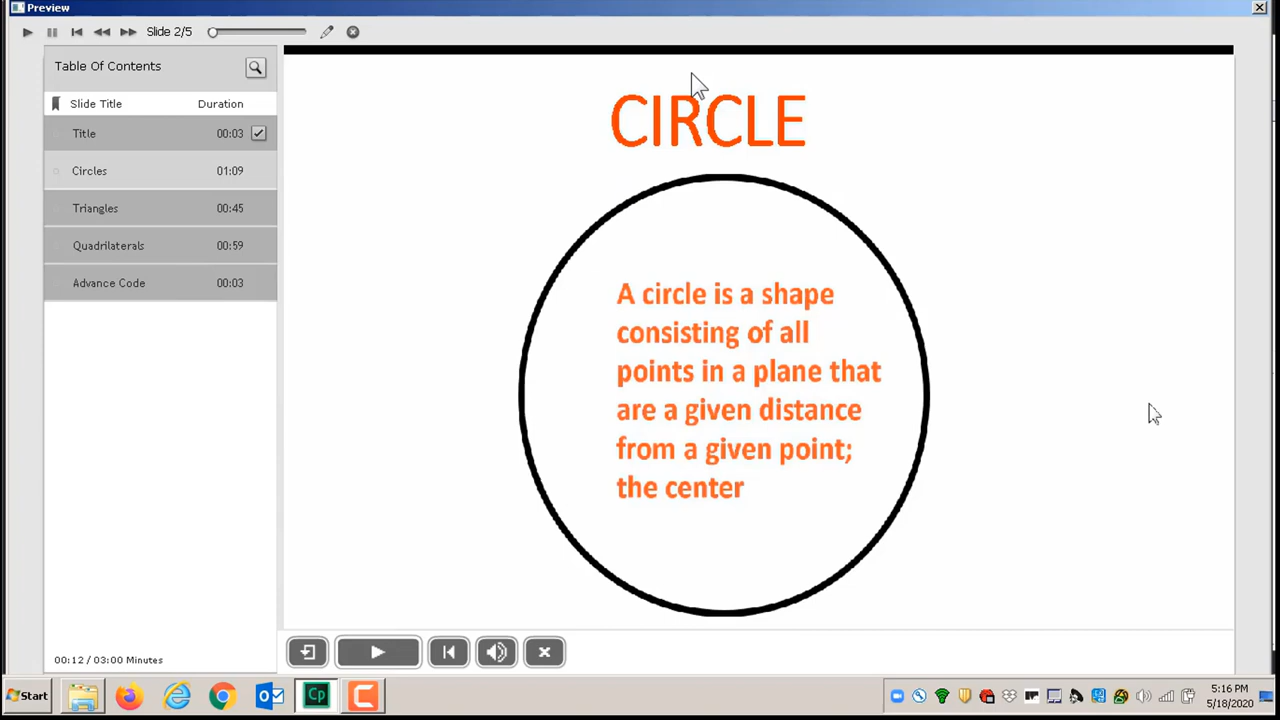 Preview
Slide 2/5
Table Of Contents
Slide Title Duration
Title 00:03
Circles 01:09
Triangles 00:45
Quadrilaterals 00:59
Advance Code 00:03
CIRCLE
A circle is a shape
consisting of all
points in a plane that
are a given distance
from a given point;
the center
00:12 / 03:00 Minutes
Start
Cp
5:16 PM
5/18/2020